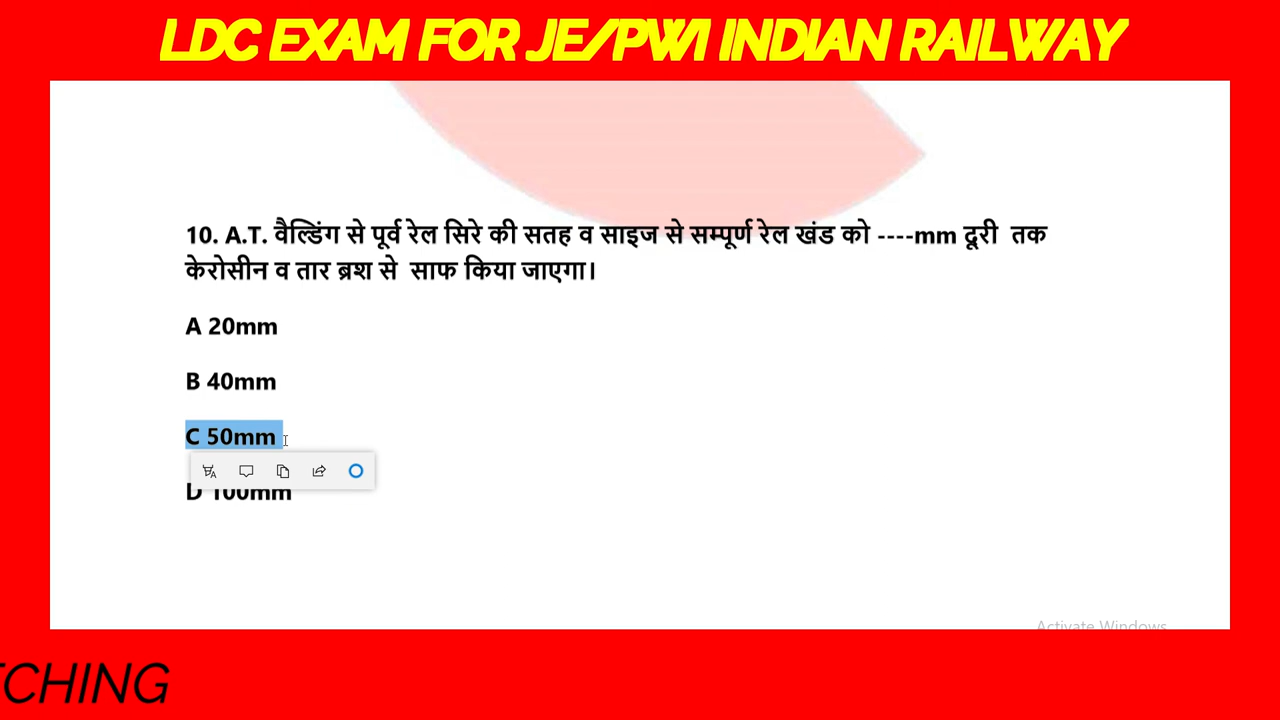 LDC EXAM FOR JE/PWI INDIAN RAILWAY
10. A.T. वैल्डिंग से पूर्व रेल सिरे की सतह व साइज से सम्पूर्ण रेल खंड को ----mm दूरी तक
केरोसीन व तार ब्रश से साफ किया जाएगा।
A 20mm
B 40mm
C 50mm
D 100mm
Activate Windows
TCHING